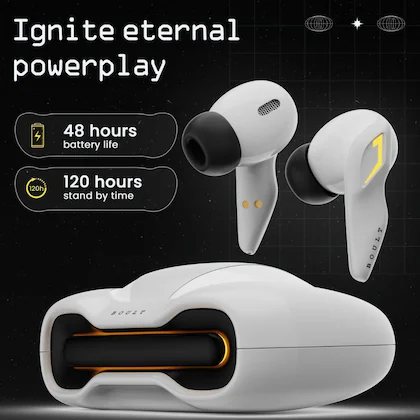 Ignite eternal
powerplay
48 hours
battery life
120h
120 hours
stand by time
BOULT
BOULT